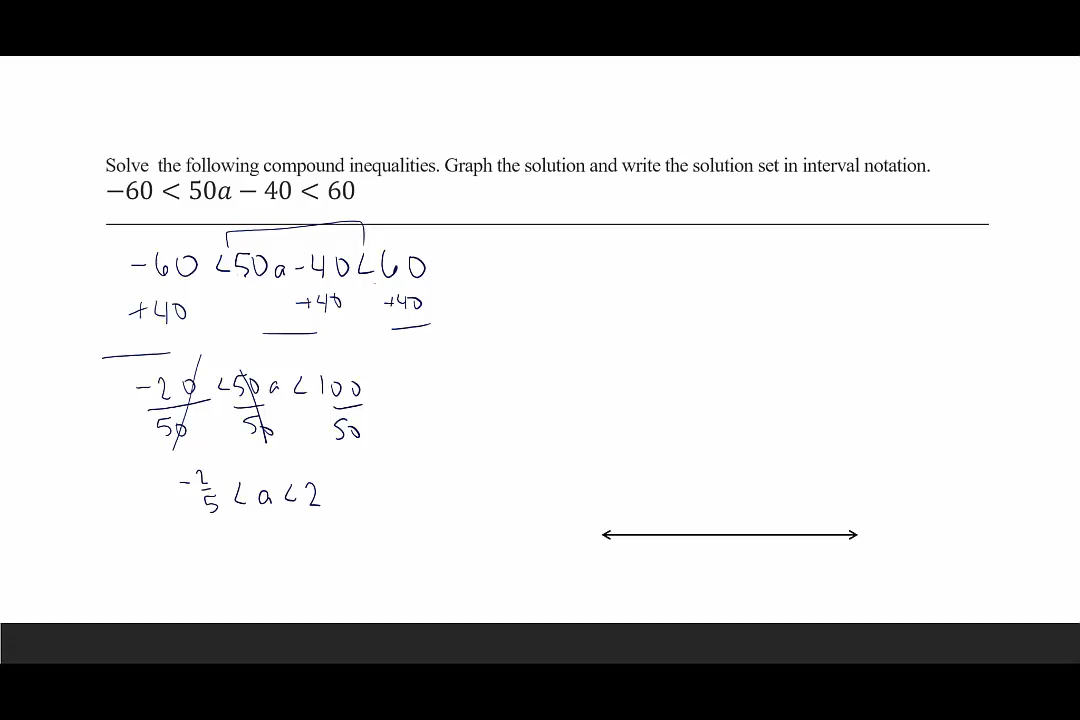 Solve the following compound inequalities. Graph the solution and write the solution set in interval notation.
−60 < 50𝑎 − 40 < 60
-60 <50a-40<60
+40 +40 +40
-20 <50a <100
50 50 50
-2/5 <a<2